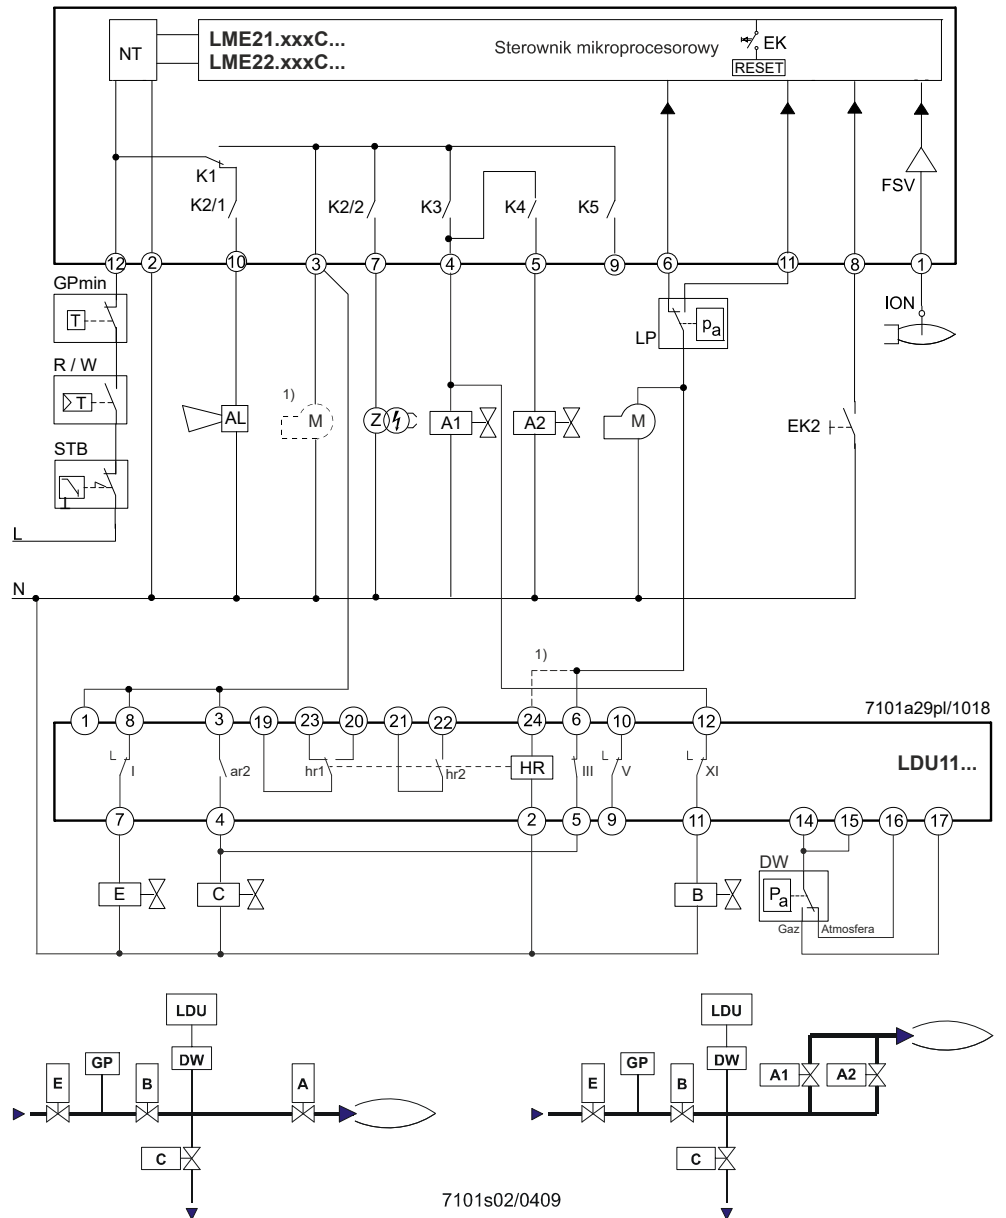 LME21.xxxC...
LME22.xxxC...
Sterownik mikroprocesorowy
NT
EK
RESET
FSV
K1
K2/1
K2/2
K3
K4
K5
12
2
10
3
7
4
5
9
6
11
8
1
GPmin
T
R / W
T
STB
L
N
AL
1)
M
Z
A1
A2
LP
pa
M
EK2
ION
1)
7101a29pl/1018
LDU11...
1
8
3
19
23
20
21
22
24
6
10
12
L
I
ar2
hr1
hr2
HR
III
L
V
L
XI
7
4
2
5
9
11
14
15
16
17
E
C
B
DW
Pa
Gaz
Atmosfera
LDU
DW
GP
E
B
A
C
LDU
DW
GP
E
B
A1
A2
C
7101s02/0409